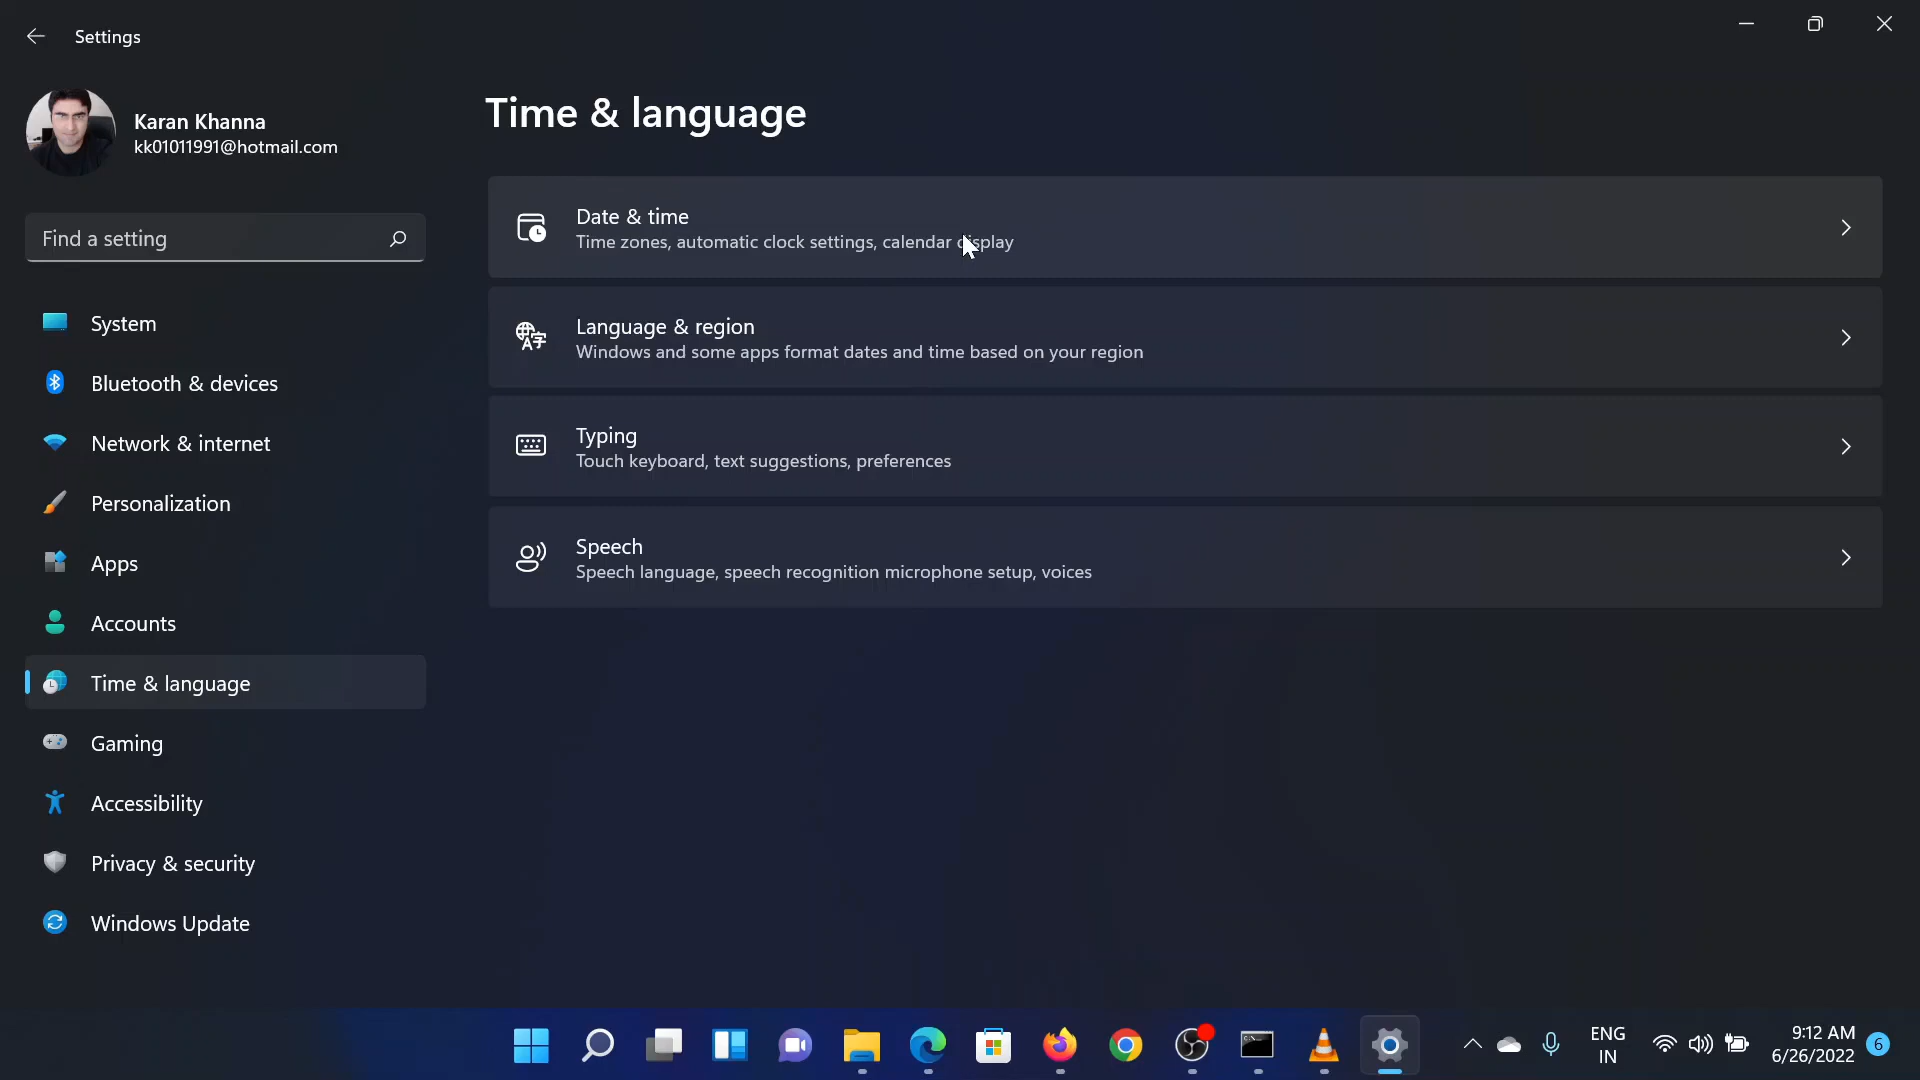 Settings
Karan Khanna
kk01011991@hotmail.com
Find a setting
System
Bluetooth & devices
Network & internet
Personalization
Apps
Accounts
Time & language
Gaming
Accessibility
Privacy & security
Windows Update
Time & language
Date & time
Time zones, automatic clock settings, calendar display
Language & region
Windows and some apps format dates and time based on your region
Typing
Touch keyboard, text suggestions, preferences
Speech
Speech language, speech recognition microphone setup, voices
ENG
IN
9:12 AM
6/26/2022
6